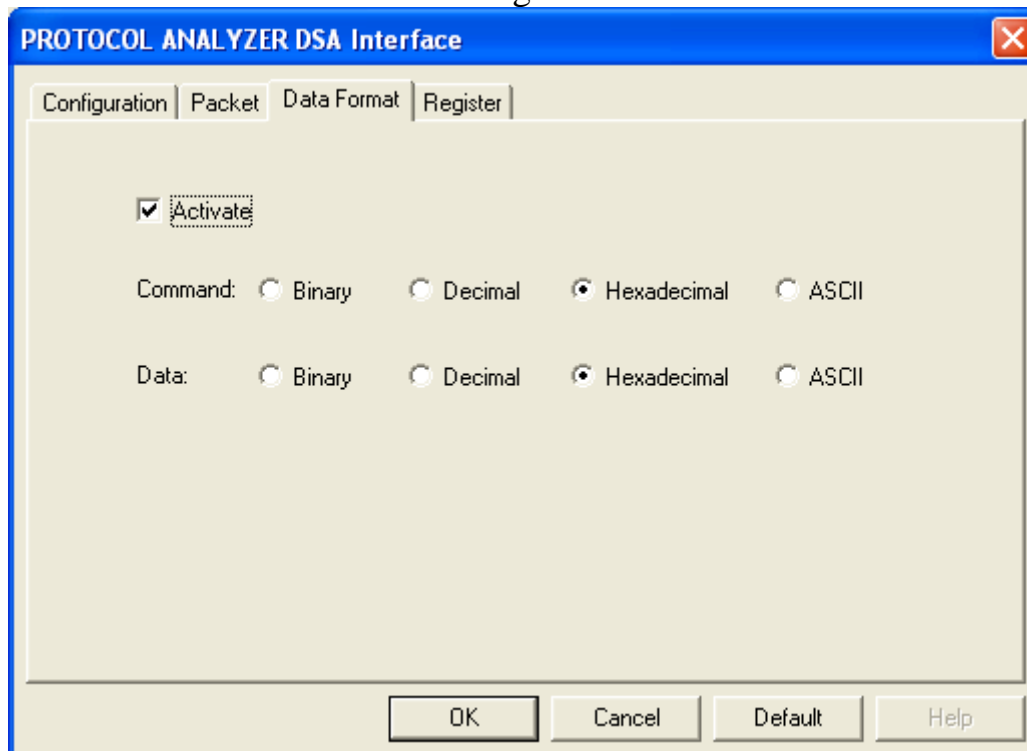 PROTOCOL ANALYZER DSA Interface
Configuration Packet Data Format Register
Activate
Command: Binary Decimal Hexadecimal ASCII
Data: Binary Decimal Hexadecimal ASCII
OK Cancel Default Help